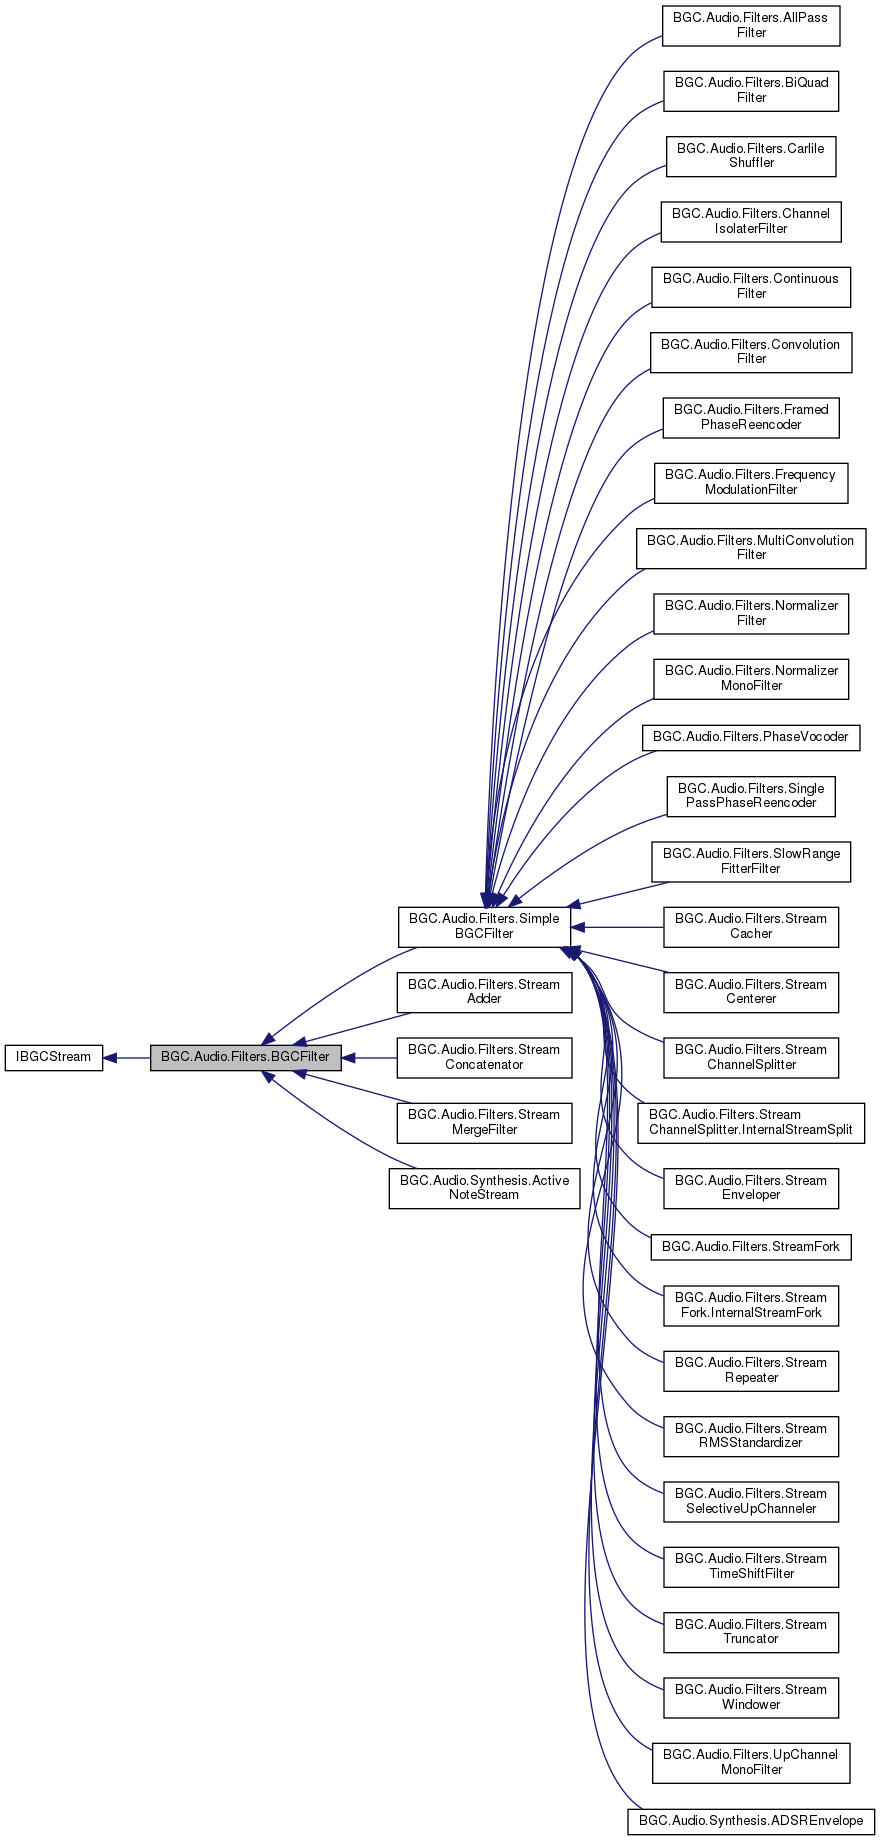 BGC.Audio.Filters.AllPass
Filter
BGC.Audio.Filters.BiQuad
Filter
BGC.Audio.Filters.Carlile
Shuffler
BGC.Audio.Filters.Channel
IsolaterFilter
BGC.Audio.Filters.Continuous
Filter
BGC.Audio.Filters.Convolution
Filter
BGC.Audio.Filters.Framed
PhaseReencoder
BGC.Audio.Filters.Frequency
ModulationFilter
BGC.Audio.Filters.MultiConvolution
Filter
BGC.Audio.Filters.Normalizer
Filter
BGC.Audio.Filters.Normalizer
MonoFilter
BGC.Audio.Filters.PhaseVocoder
BGC.Audio.Filters.Single
PassPhaseReencoder
BGC.Audio.Filters.SlowRange
FitterFilter
BGC.Audio.Filters.Simple
BGCFilter
BGC.Audio.Filters.Stream
Cacher
BGC.Audio.Filters.Stream
Adder
BGC.Audio.Filters.Stream
Centerer
IBGCStream
BGC.Audio.Filters.BGCFilter
BGC.Audio.Filters.Stream
Concatenator
BGC.Audio.Filters.Stream
ChannelSplitter
BGC.Audio.Filters.Stream
MergeFilter
BGC.Audio.Filters.Stream
ChannelSplitter.InternalStreamSplit
BGC.Audio.Synthesis.Active
NoteStream
BGC.Audio.Filters.Stream
Enveloper
BGC.Audio.Filters.StreamFork
BGC.Audio.Filters.Stream
Fork.InternalStreamFork
BGC.Audio.Filters.Stream
Repeater
BGC.Audio.Filters.Stream
RMSStandardizer
BGC.Audio.Filters.Stream
SelectiveUpChanneler
BGC.Audio.Filters.Stream
TimeShiftFilter
BGC.Audio.Filters.Stream
Truncator
BGC.Audio.Filters.Stream
Windower
BGC.Audio.Filters.UpChannel
MonoFilter
BGC.Audio.Synthesis.ADSREnvelope